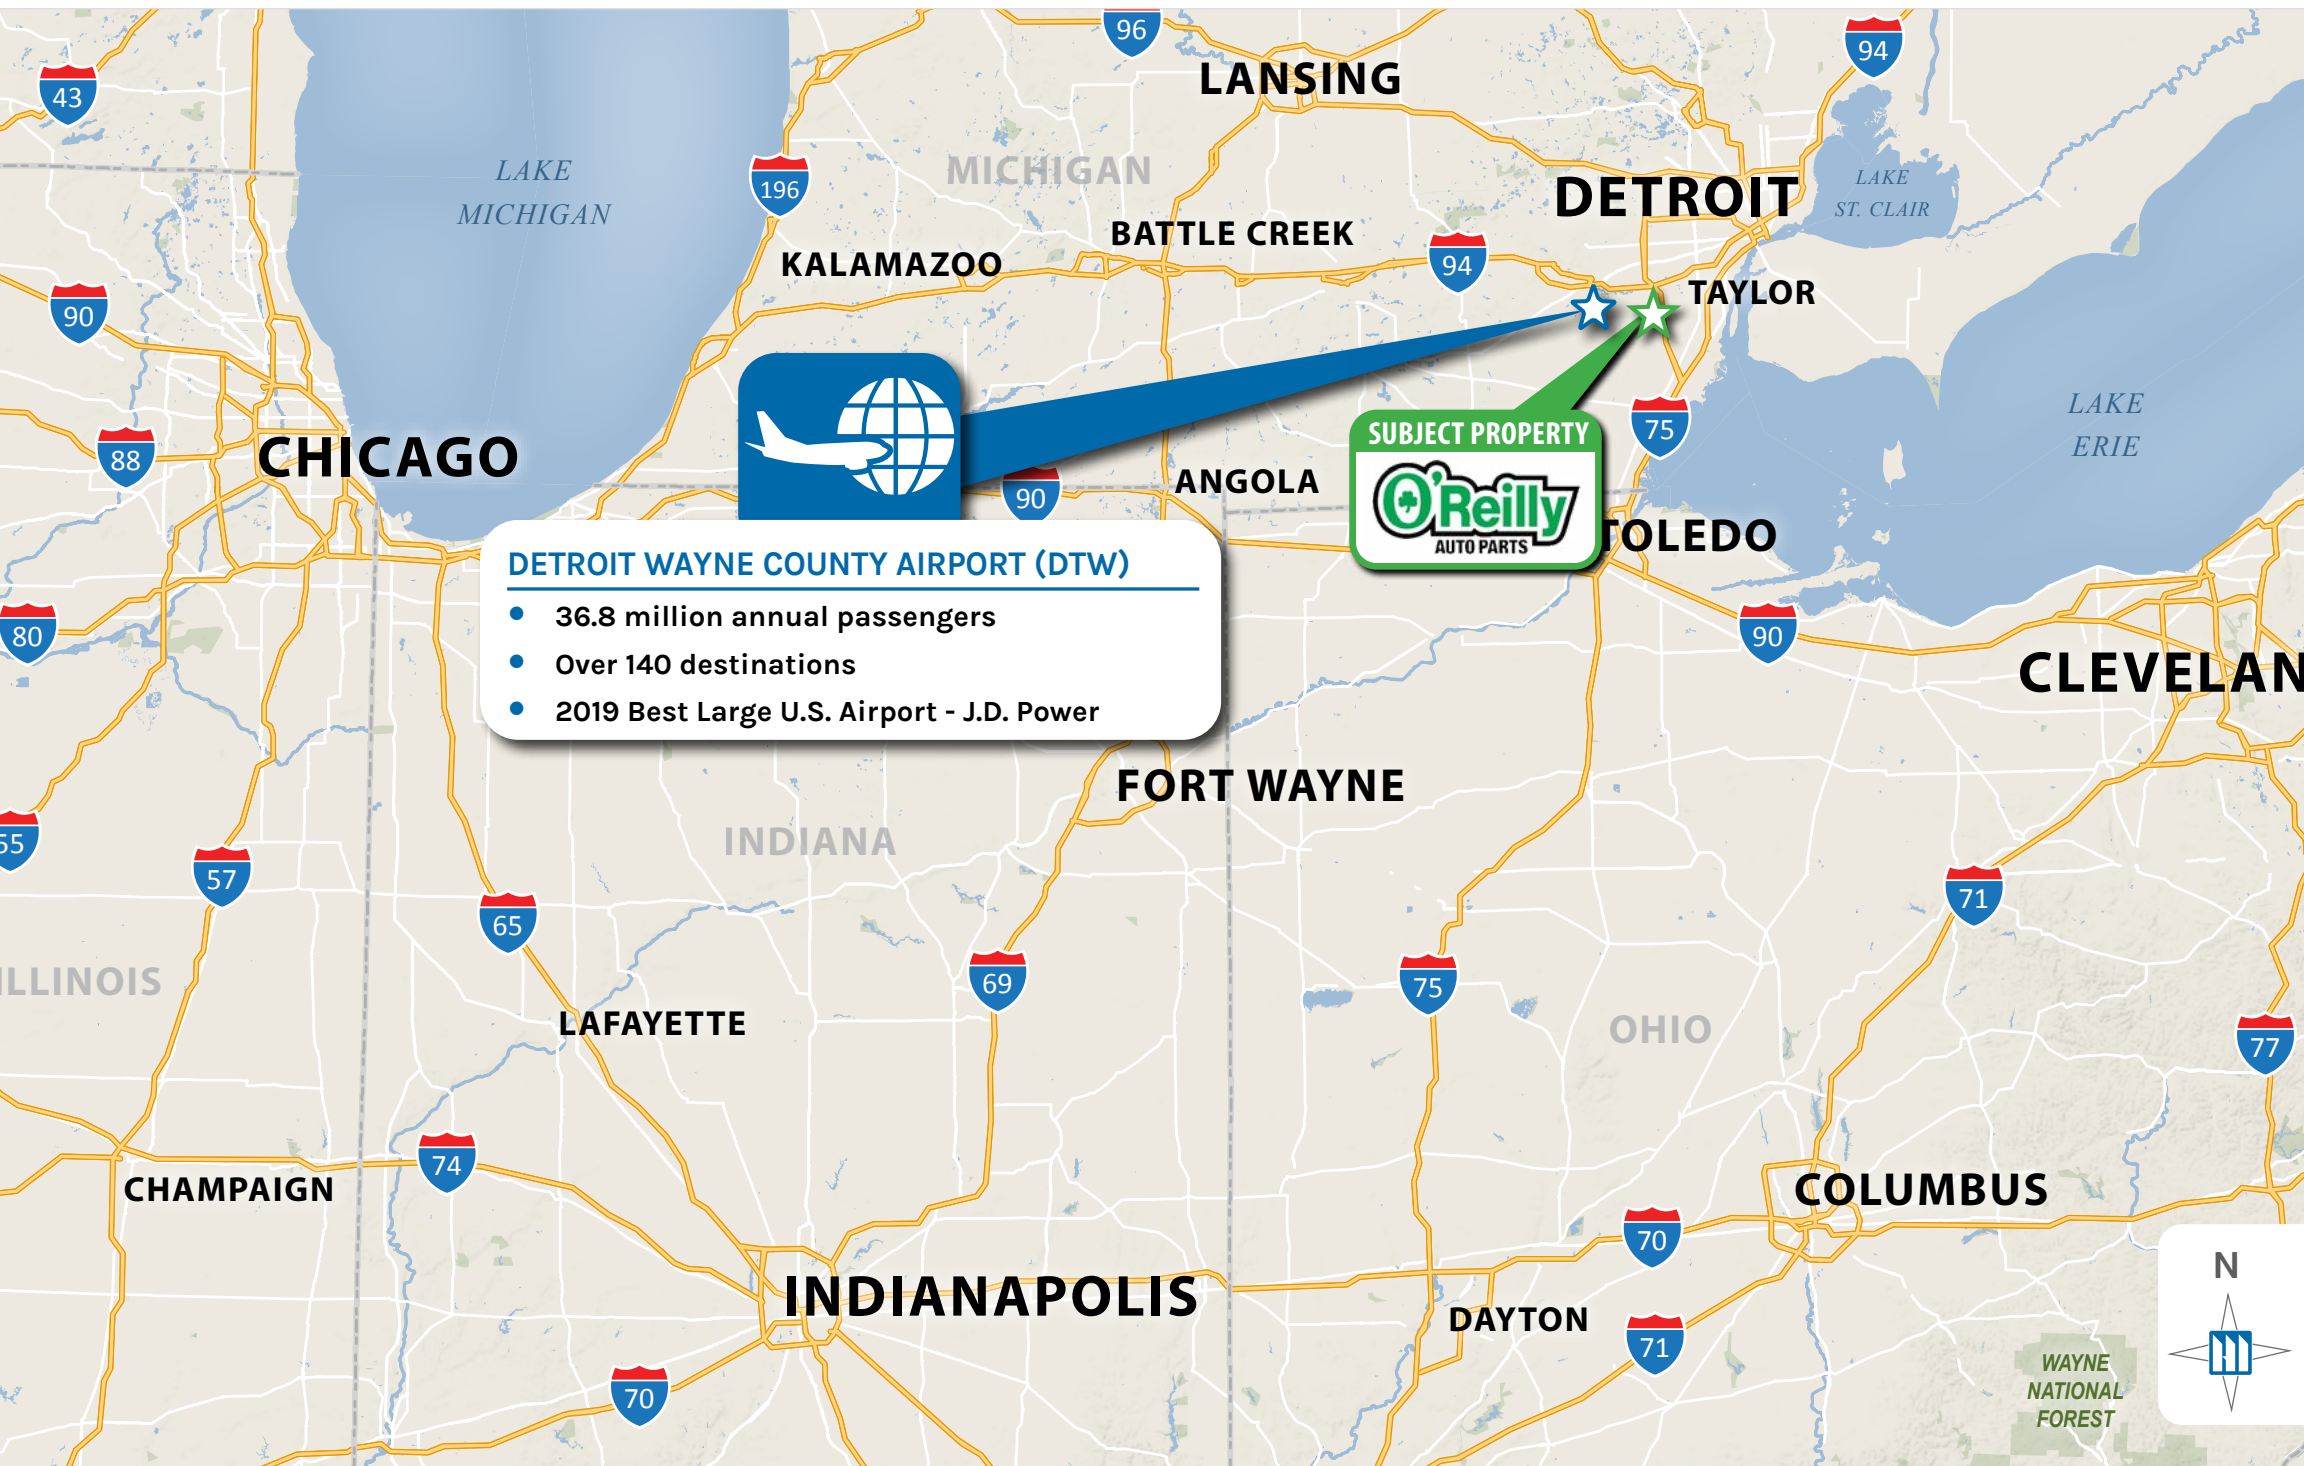 96
94
43
LANSING
LAKE
MICHIGAN
196
MICHIGAN
DETROIT
LAKE
ST. CLAIR
BATTLE CREEK
KALAMAZOO
94
TAYLOR
90
LAKE
ERIE
75
SUBJECT PROPERTY
O'Reilly
AUTO PARTS
CHICAGO
88
90
ANGOLA
TOLEDO
DETROIT WAYNE COUNTY AIRPORT (DTW)
• 36.8 million annual passengers
• Over 140 destinations
• 2019 Best Large U.S. Airport - J.D. Power
80
90
CLEVELAN
FORT WAYNE
INDIANA
55
57
65
71
ILLINOIS
69
75
LAFAYETTE
OHIO
77
74
CHAMPAIGN
COLUMBUS
70
N
INDIANAPOLIS
DAYTON
71
70
WAYNE
NATIONAL
FOREST